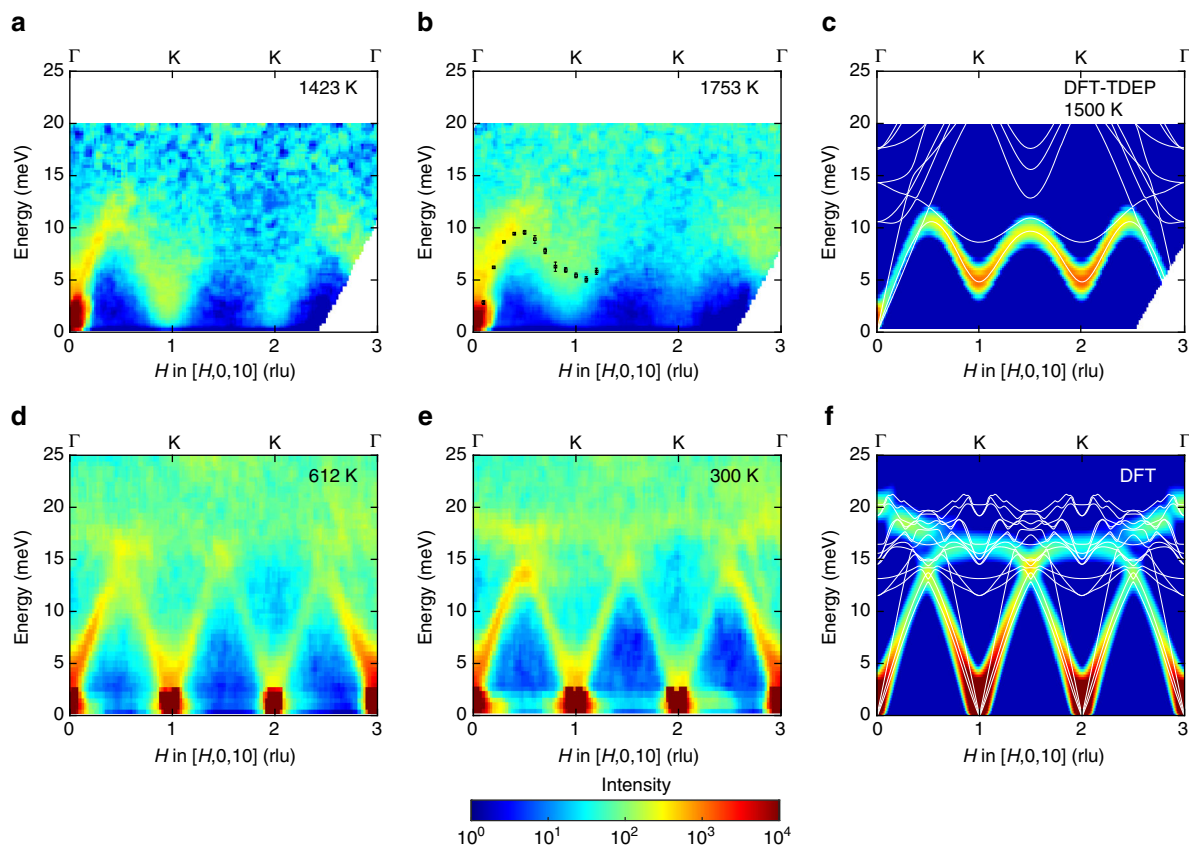 a
Γ K K Γ
1423 K
25
20
15
10
5
0
Energy (meV)
0 1 2 3
H in [H,0,10] (rlu)
b
Γ K K Γ
1753 K
25
20
15
10
5
0
Energy (meV)
0 1 2 3
H in [H,0,10] (rlu)
c
Γ K K Γ
DFT-TDEP
1500 K
25
20
15
10
5
0
Energy (meV)
0 1 2 3
H in [H,0,10] (rlu)
d
Γ K K Γ
612 K
25
20
15
10
5
0
Energy (meV)
0 1 2 3
H in [H,0,10] (rlu)
e
Γ K K Γ
300 K
25
20
15
10
5
0
Energy (meV)
0 1 2 3
H in [H,0,10] (rlu)
f
Γ K K Γ
DFT
25
20
15
10
5
0
Energy (meV)
0 1 2 3
H in [H,0,10] (rlu)
Intensity
10⁰ 10¹ 10² 10³ 10⁴